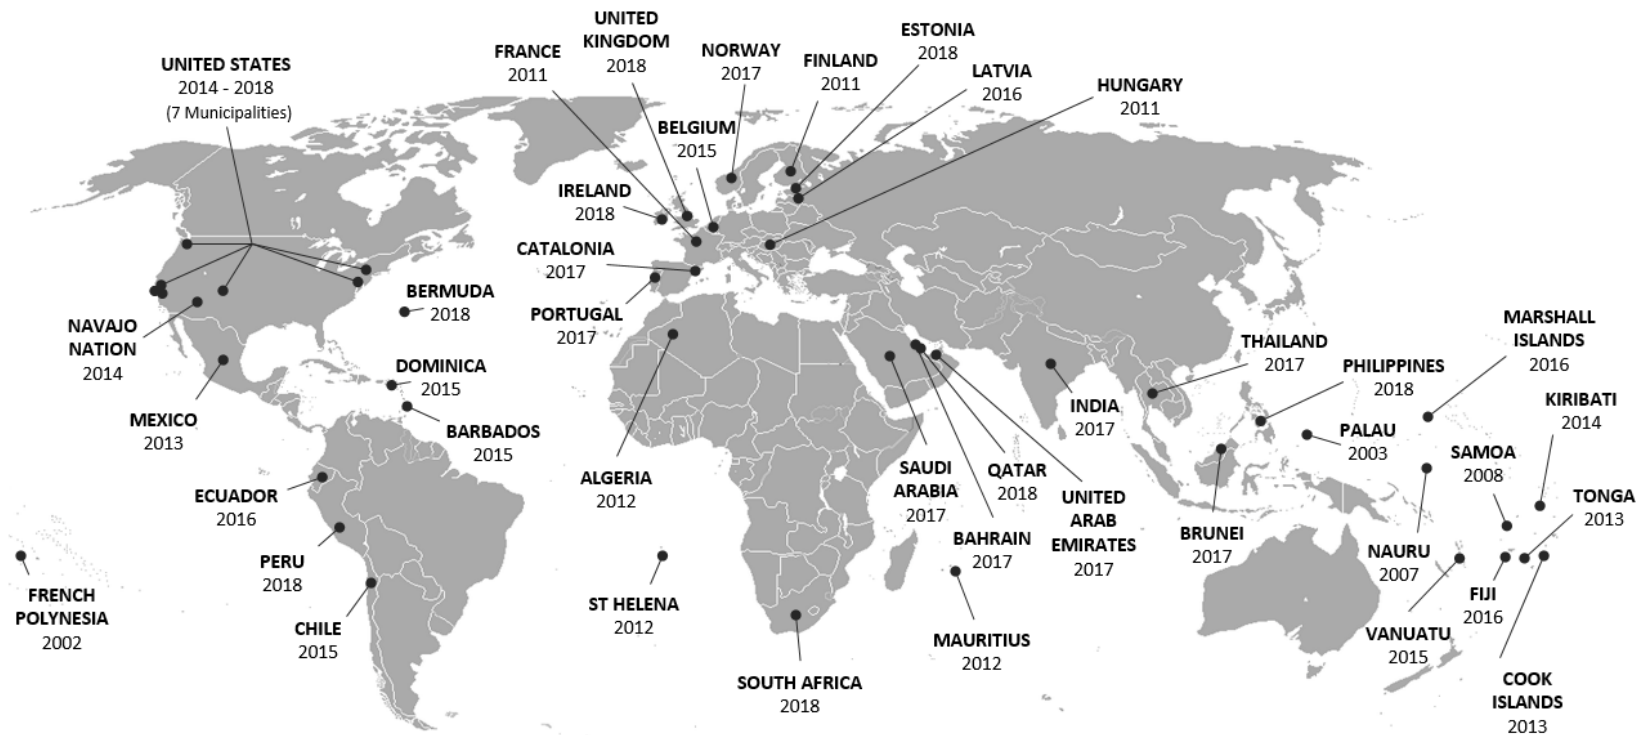 UNITED STATES
2014 - 2018
(7 Municipalities)
FRANCE
2011
UNITED
KINGDOM
2018
NORWAY
2017
FINLAND
2011
ESTONIA
2018
LATVIA
2016
HUNGARY
2011
BELGIUM
2015
IRELAND
2018
CATALONIA
2017
PORTUGAL
2017
BERMUDA
2018
NAVAJO
NATION
2014
DOMINICA
2015
MEXICO
2013
BARBADOS
2015
ECUADOR
2016
PERU
2018
CHILE
2015
FRENCH
POLYNESIA
2002
ALGERIA
2012
ST HELENA
2012
SOUTH AFRICA
2018
SAUDI
ARABIA
2017
QATAR
2018
BAHRAIN
2017
UNITED
ARAB
EMIRATES
2017
MAURITIUS
2012
INDIA
2017
THAILAND
2017
PHILIPPINES
2018
MARSHALL
ISLANDS
2016
KIRIBATI
2014
PALAU
2003
SAMOA
2008
TONGA
2013
BRUNEI
2017
NAURU
2007
FIJI
2016
VANUATU
2015
COOK
ISLANDS
2013